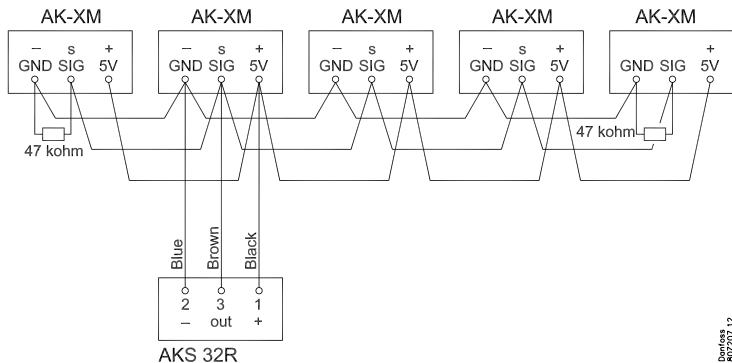 AK-XM AK-XM AK-XM AK-XM AK-XM
– s + – s + – s + – s + +
GND SIG 5V GND SIG 5V GND SIG 5V GND SIG 5V GND SIG 5V
47 kohm 47 kohm
Blue
Brown
Black
2 3 1
– out +
AKS 32R
Danfoss
80Z207.12